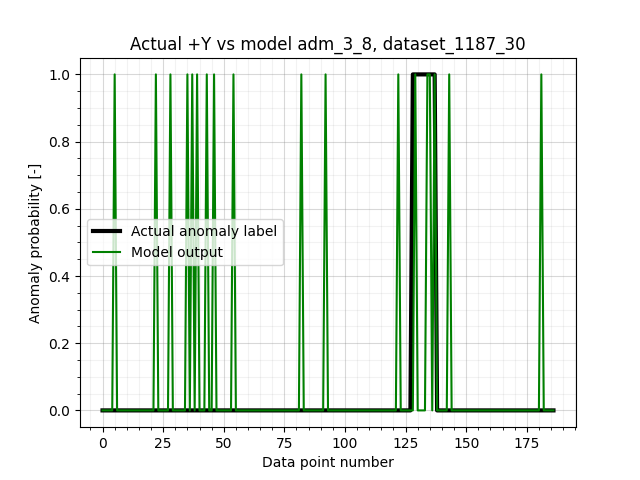 Actual +Y vs model adm_3_8, dataset_1187_30
Anomaly probability [-]
1.0
0.8
0.6
0.4
0.2
0.0
Actual anomaly label
Model output
0 25 50 75 100 125 150 175
Data point number